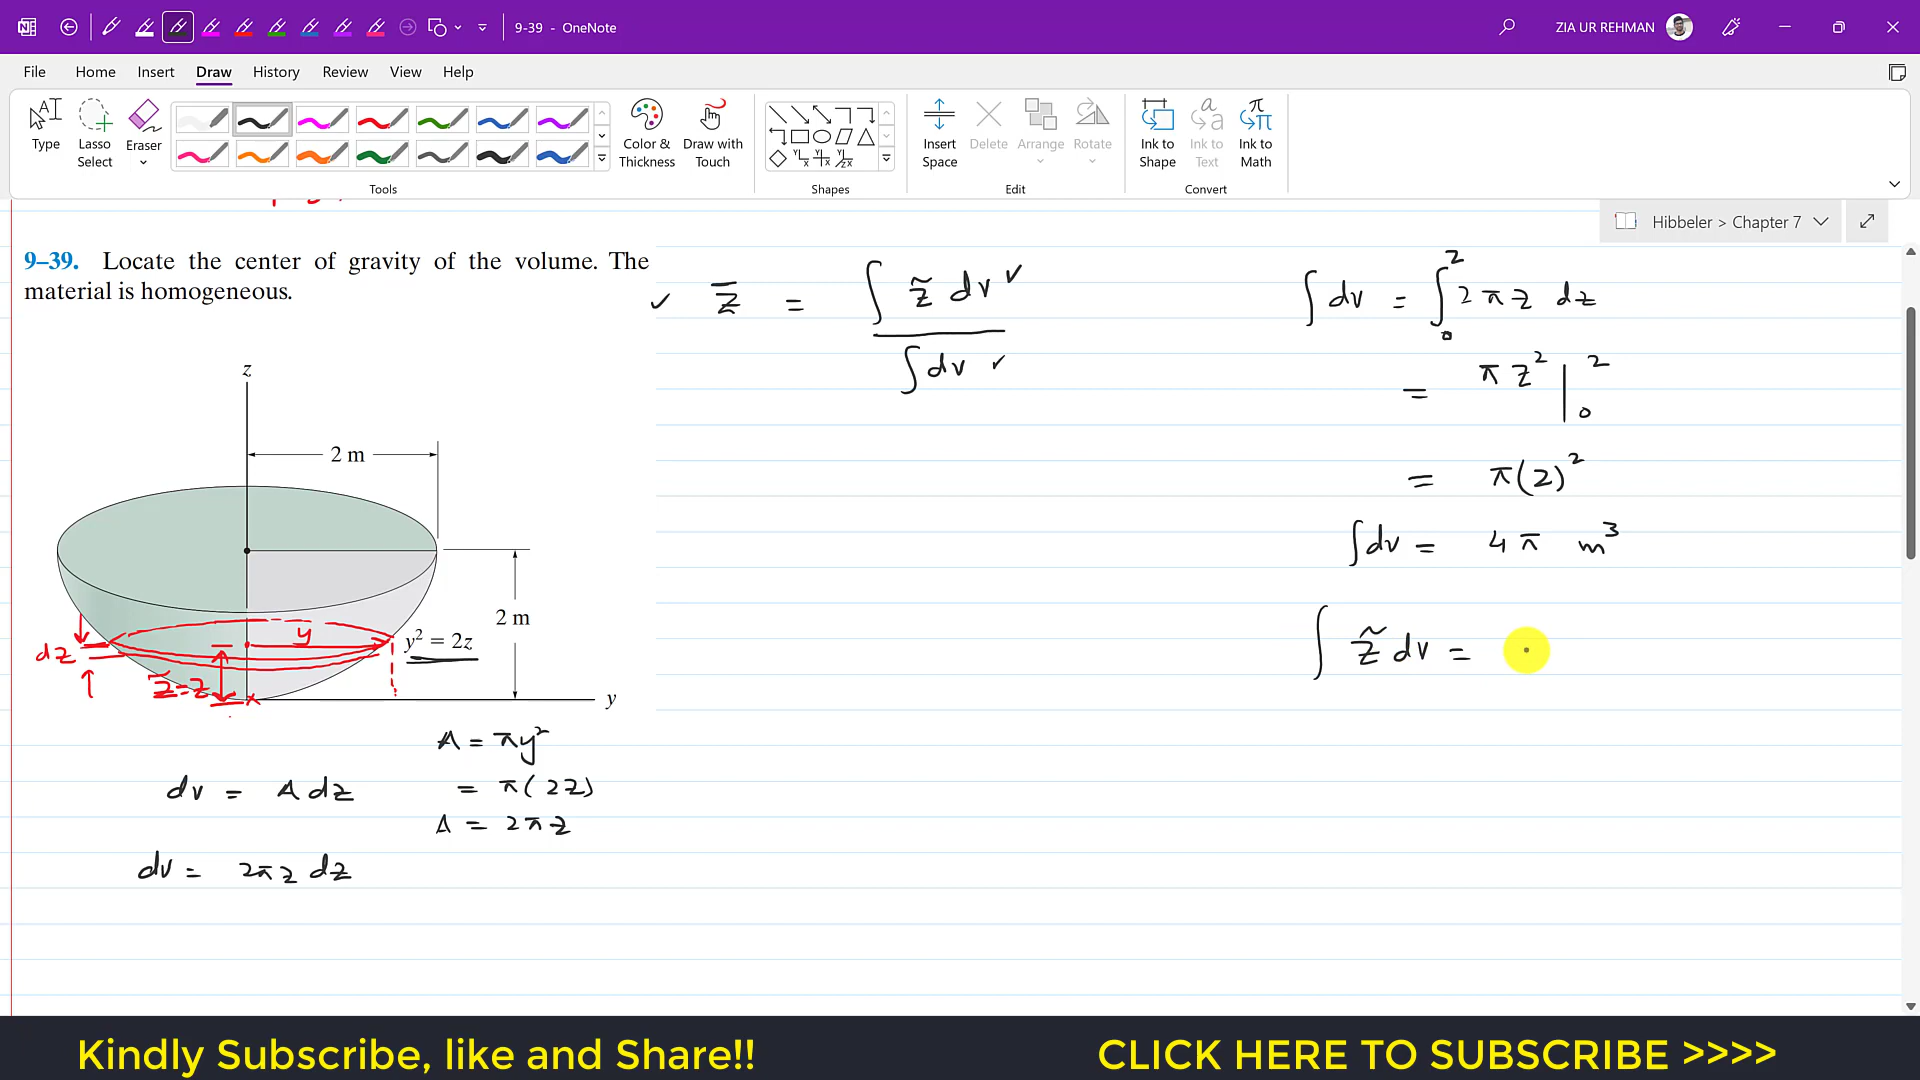 9-39 - OneNote
ZIA UR REHMAN
File Home Insert Draw History Review View Help
Type
Lasso Select
Eraser
Color & Thickness
Draw with Touch
Insert Space
Delete
Arrange
Rotate
Ink to Shape
Ink to Text
Ink to Math
Tools
Shapes
Edit
Convert
Hibbeler > Chapter 7
9–39. Locate the center of gravity of the volume. The
material is homogeneous.
z
2 m
2 m
y² = 2z
y
y
dz
z̃=z
A = πy²
dv = A dz
= π(2z)
A = 2πz
dv = 2πz dz
✓ z̄ = ∫ z̃ dv ✓
∫ dv ✓
∫ dv = ∫₀² 2πz dz
= πz² |₀²
= π(2)²
∫dv = 4π m³
∫ z̃ dv =
Kindly Subscribe, like and Share!!
CLICK HERE TO SUBSCRIBE >>>>